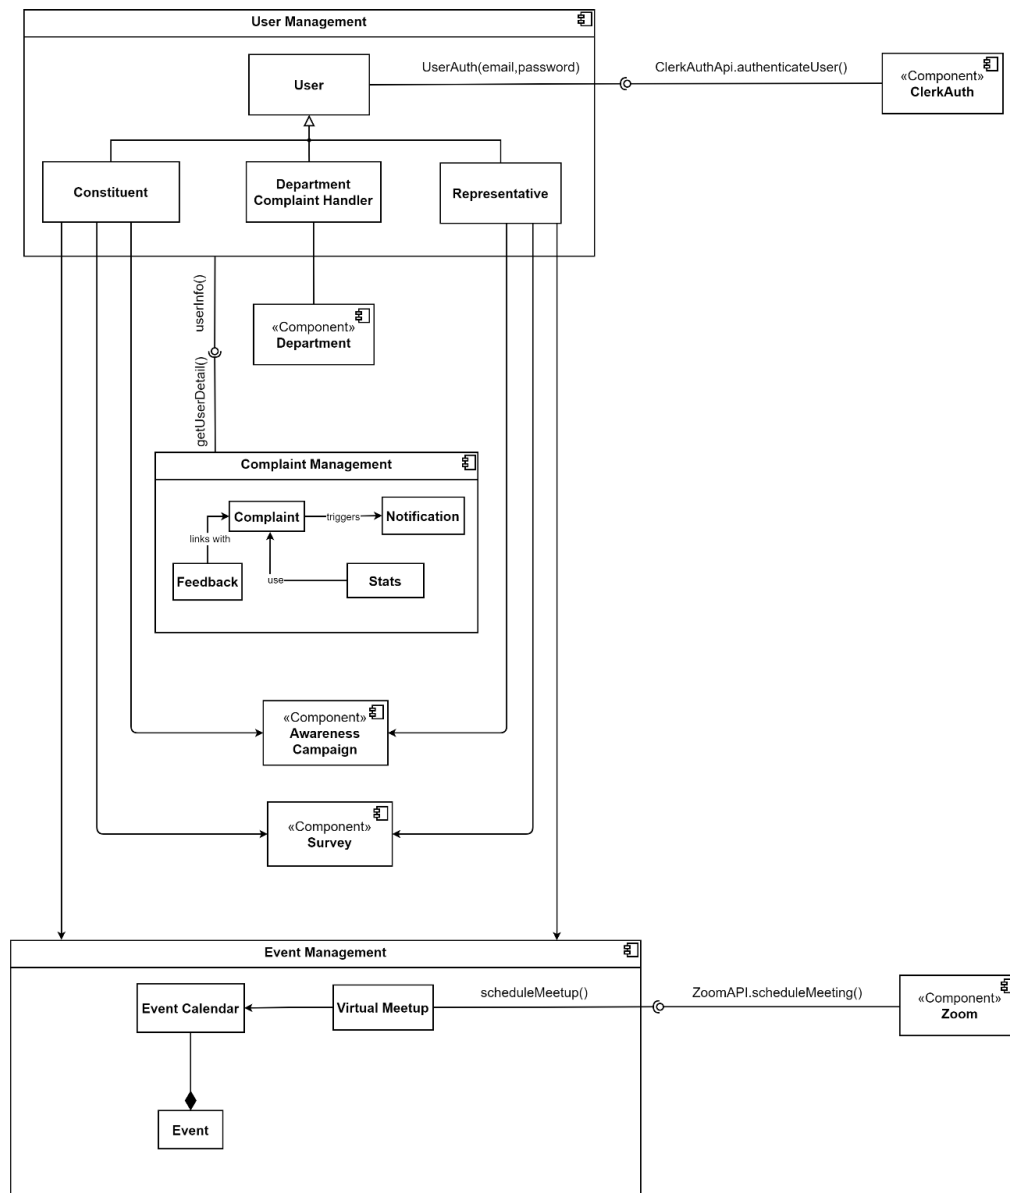 User Management
User
UserAuth(email,password)
ClerkAuthApi.authenticateUser()
«Component»
ClerkAuth
Constituent
Department
Complaint Handler
Representative
userInfo()
getUserDetail()
«Component»
Department
Complaint Management
Complaint
triggers
Notification
links with
Feedback
use
Stats
«Component»
Awareness
Campaign
«Component»
Survey
Event Management
Event Calendar
Virtual Meetup
scheduleMeetup()
ZoomAPI.scheduleMeeting()
«Component»
Zoom
Event